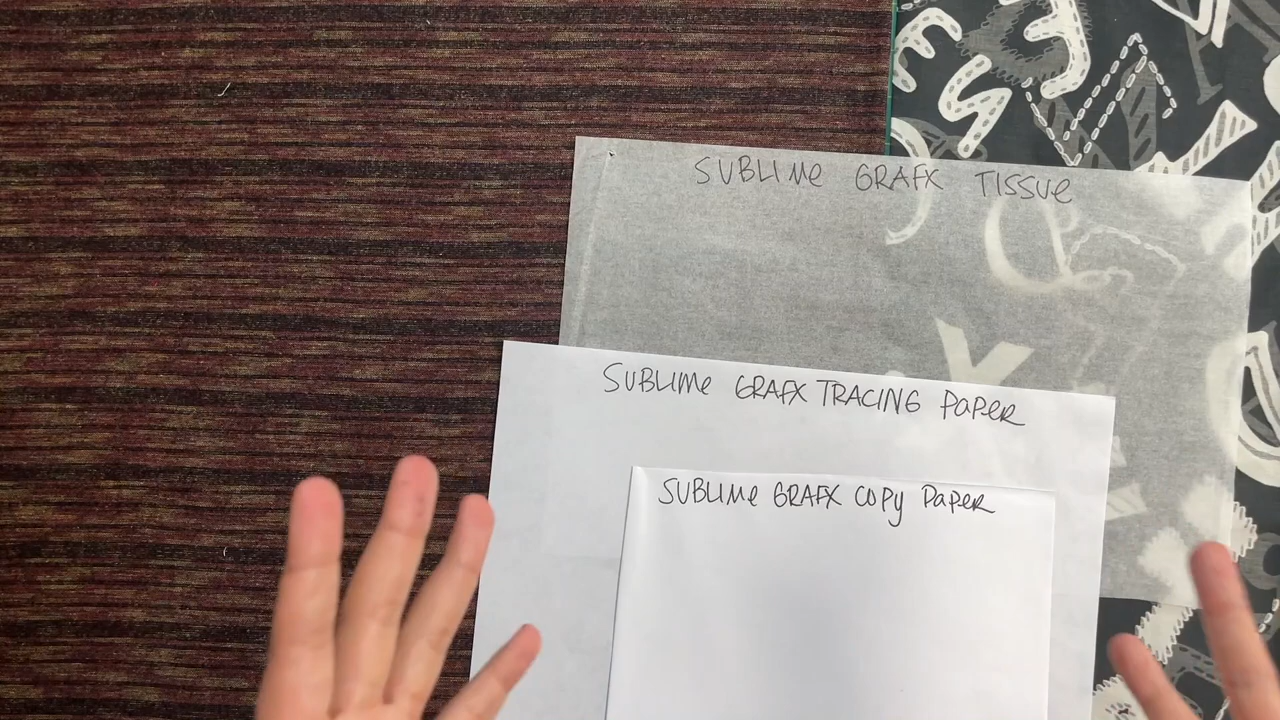 SUBLIME GRAFX TISSUE
SUBLIME GRAFX TRACING PAPER
SUBLIME GRAFX COPY PAPER